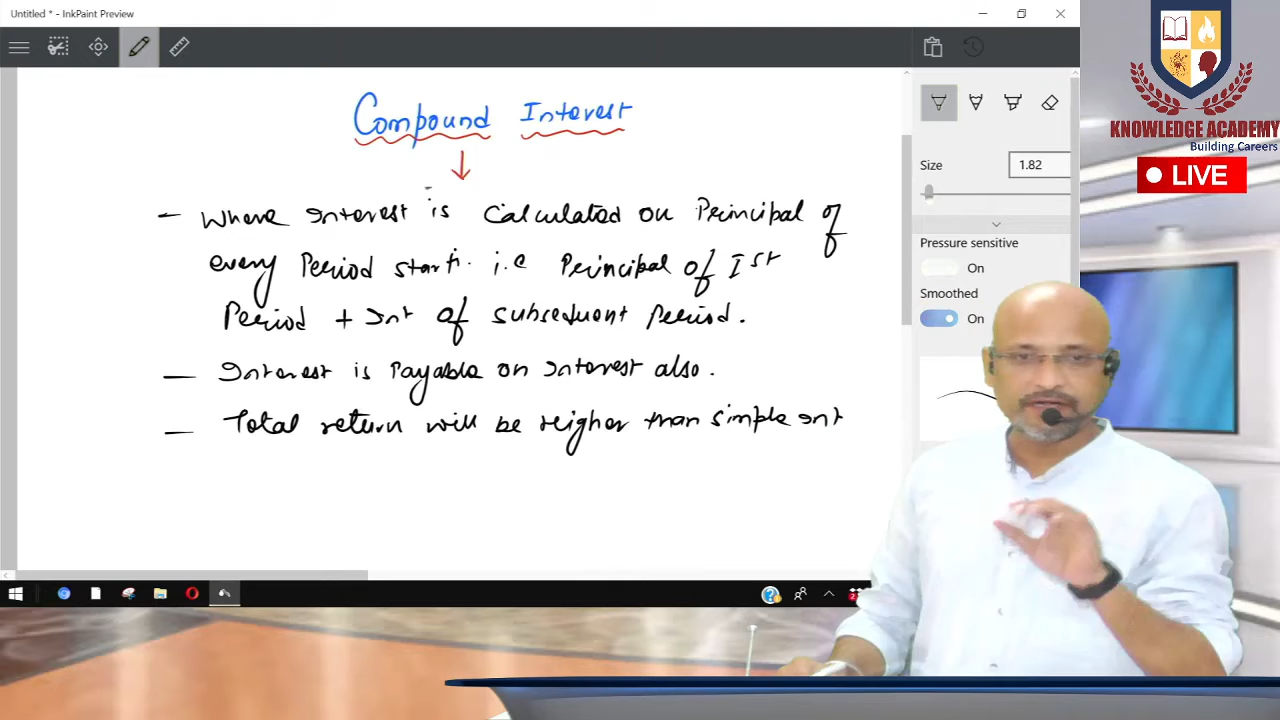 Untitled * - InkPaint Preview
Compound Interest
- Where Interest is Calculated on Principal of
every Period start. i.e Principal of Ist
Period + Int of subsequent Period.
- Interest is Payable on Interest also.
- Total return will be Heigher than simple Int
Size
1.82
Pressure sensitive
On
Smoothed
On
KNOWLEDGE ACADEMY
Building Careers
LIVE